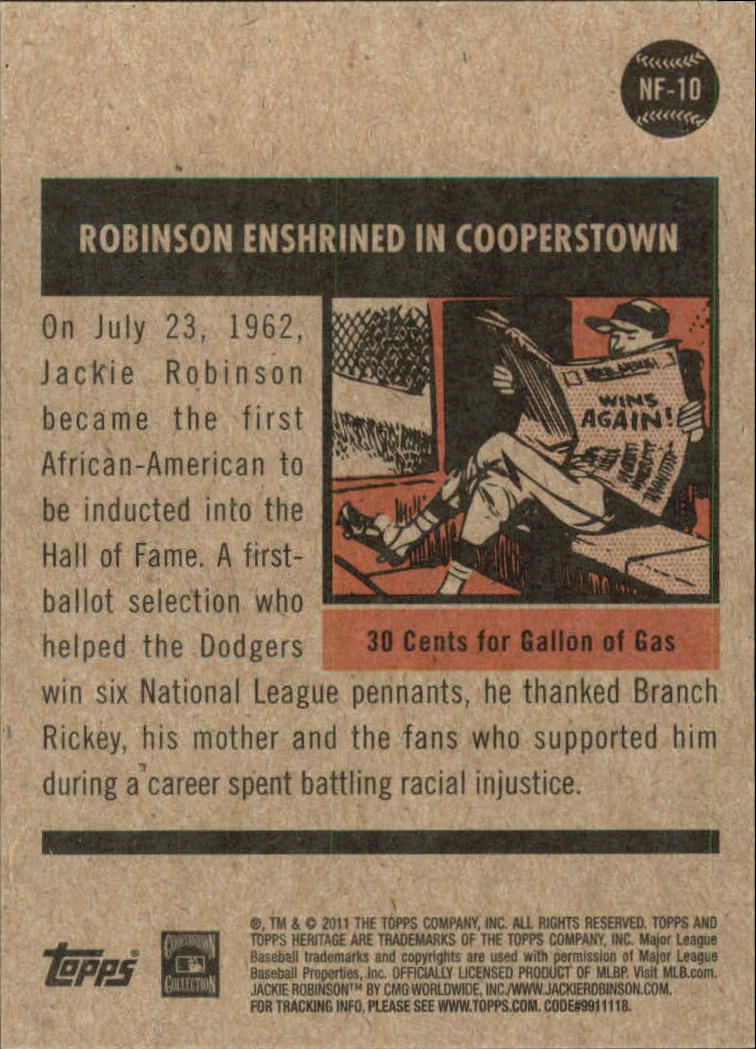 NF-10
ROBINSON ENSHRINED IN COOPERSTOWN
On July 23, 1962,
Jackie Robinson
became the first
African-American to
be inducted into the
Hall of Fame. A first-
ballot selection who
helped the Dodgers
win six National League pennants, he thanked Branch
Rickey, his mother and the fans who supported him
during a career spent battling racial injustice.
WINS
AGAIN!
30 Cents for Gallon of Gas
®, TM & © 2011 THE TOPPS COMPANY, INC. ALL RIGHTS RESERVED. TOPPS AND
TOPPS HERITAGE ARE TRADEMARKS OF THE TOPPS COMPANY, INC. Major League
Baseball trademarks and copyrights are used with permission of Major League
Baseball Properties, Inc. OFFICIALLY LICENSED PRODUCT OF MLBP. Visit MLB.com.
JACKIE ROBINSON™ BY CMG WORLDWIDE, INC./WWW.JACKIEROBINSON.COM.
FOR TRACKING INFO, PLEASE SEE WWW.TOPPS.COM. CODE#9911118.
Topps®
COOPERSTOWN
COLLECTION